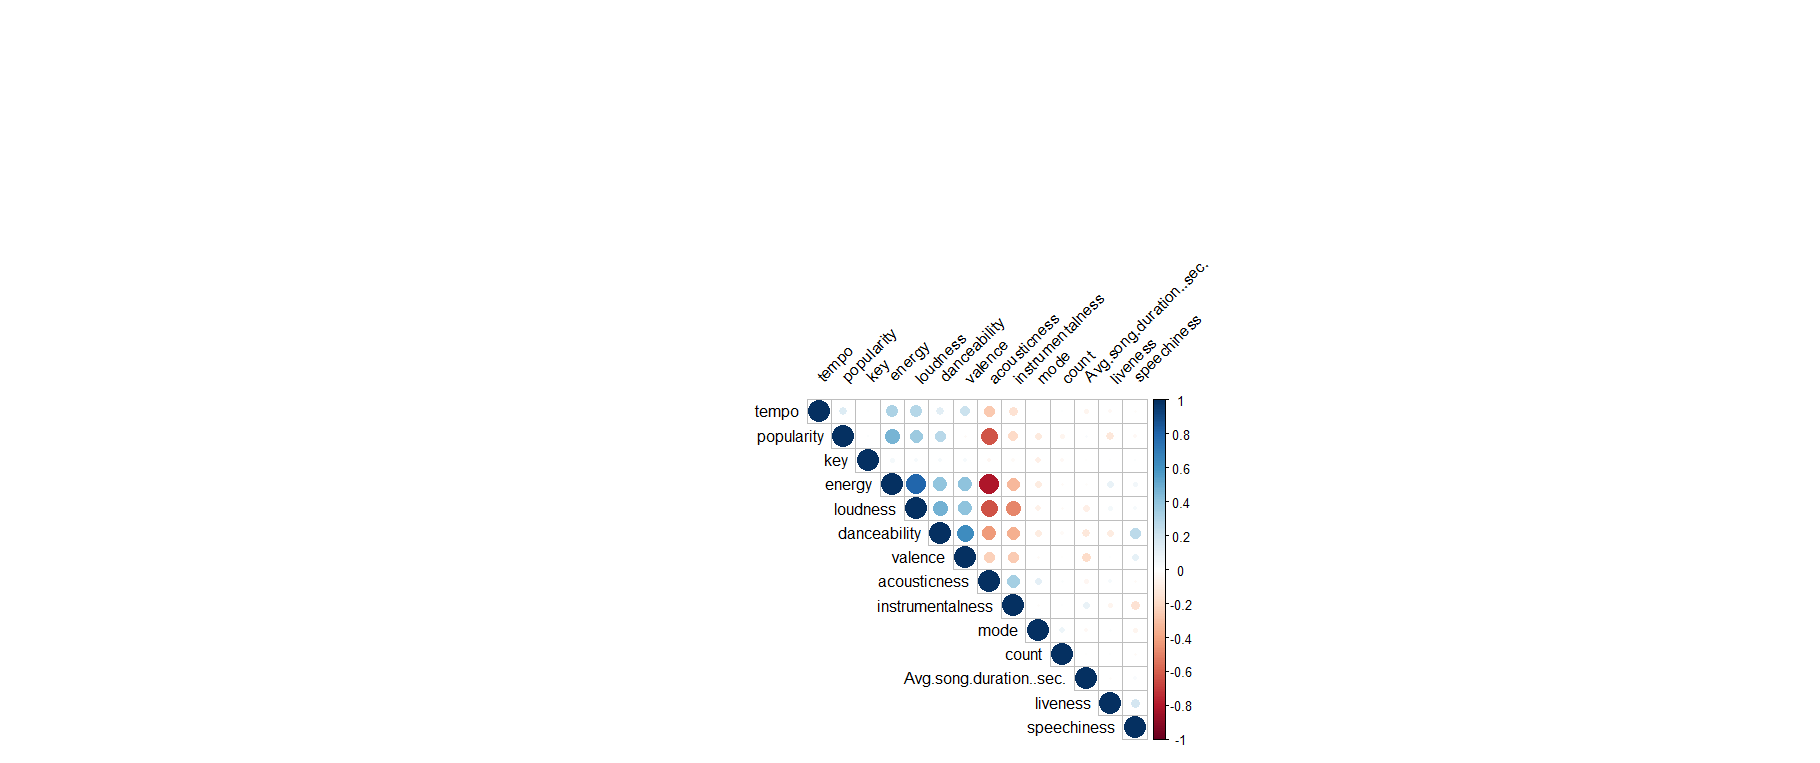 tempo
popularity
key
energy
loudness
danceability
valence
acousticness
instrumentalness
mode
count
Avg.song.duration..sec.
liveness
speechiness
tempo
popularity
key
energy
loudness
danceability
valence
acousticness
instrumentalness
mode
count
Avg.song.duration..sec.
liveness
speechiness
1
0.8
0.6
0.4
0.2
0
-0.2
-0.4
-0.6
-0.8
-1